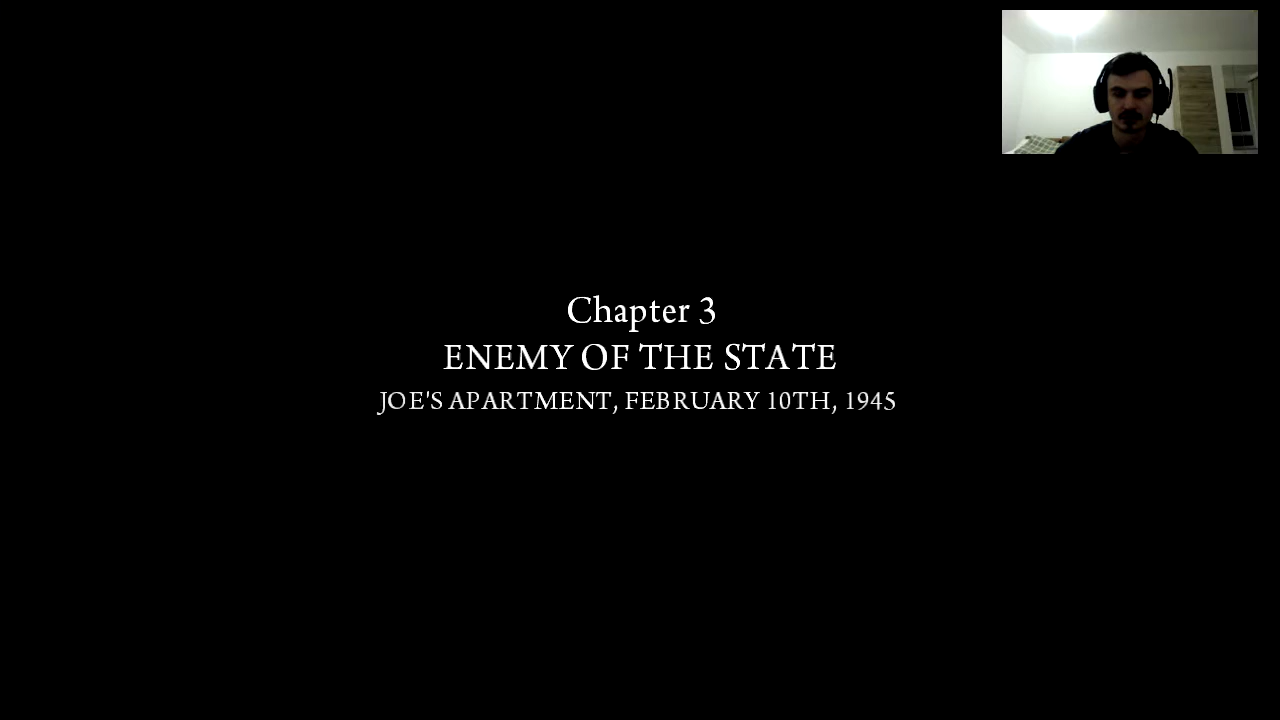 Chapter 3
ENEMY OF THE STATE
JOE'S APARTMENT, FEBRUARY 10TH, 1945